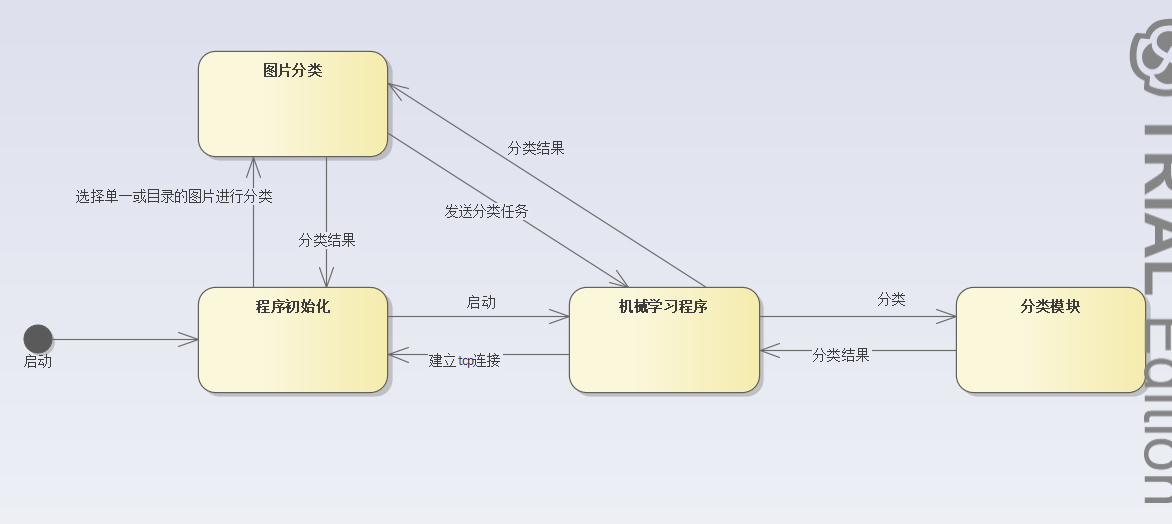 图片分类
分类结果
选择单一或目录的图片进行分类
发送分类任务
分类结果
程序初始化
启动
机械学习程序
分类
分类模块
启动
建立tcp连接
分类结果
TRIAL Edition